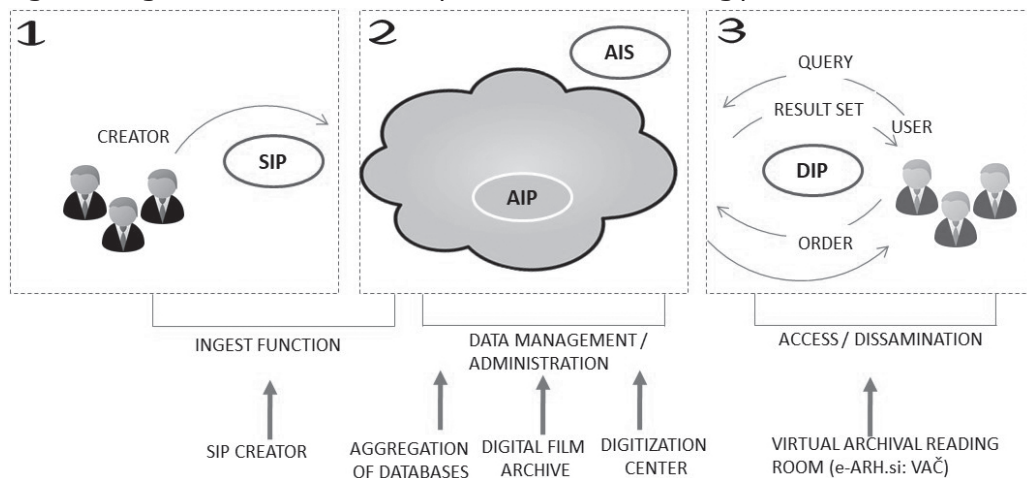 1
CREATOR
SIP
2
AIS
AIP
3
QUERY
RESULT SET
USER
DIP
ORDER
INGEST FUNCTION
DATA MANAGEMENT /
ADMINISTRATION
ACCESS / DISSAMINATION
SIP CREATOR
AGGREGATION
OF DATABASES
DIGITAL FILM
ARCHIVE
DIGITIZATION
CENTER
VIRTUAL ARCHIVAL READING
ROOM (e-ARH.si: VAČ)